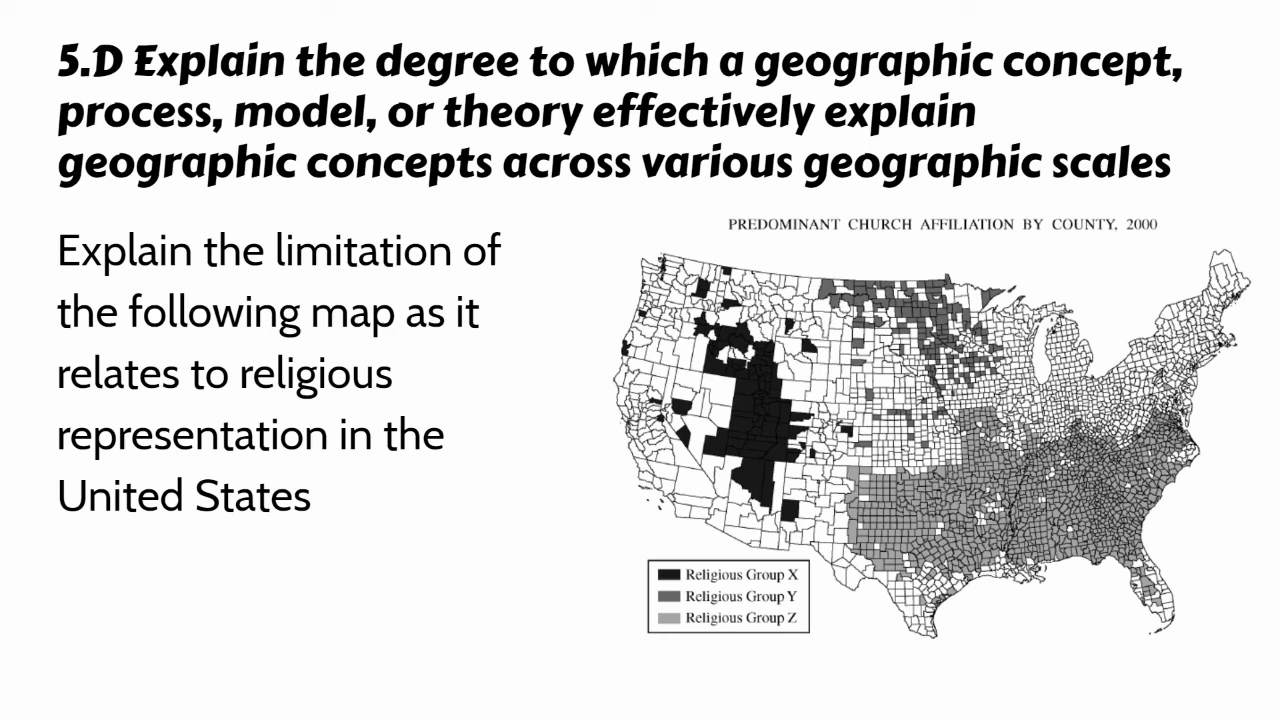 5.D Explain the degree to which a geographic concept,
process, model, or theory effectively explain
geographic concepts across various geographic scales
Explain the limitation of
the following map as it
relates to religious
representation in the
United States
PREDOMINANT CHURCH AFFILIATION BY COUNTY, 2000
Religious Group X
Religious Group Y
Religious Group Z